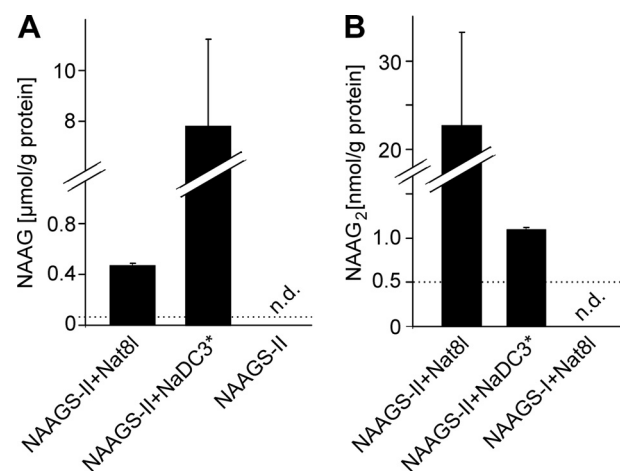 A
NAAG [µmol/g protein]
10
8
0.8
0.4
0
n.d.
NAAGS-II+Nat8l
NAAGS-II+NaDC3*
NAAGS-II
B
NAAG₂[nmol/g protein]
30
20
1.0
0.5
0
n.d.
NAAGS-II+Nat8l
NAAGS-II+NaDC3*
NAAGS-I+Nat8l